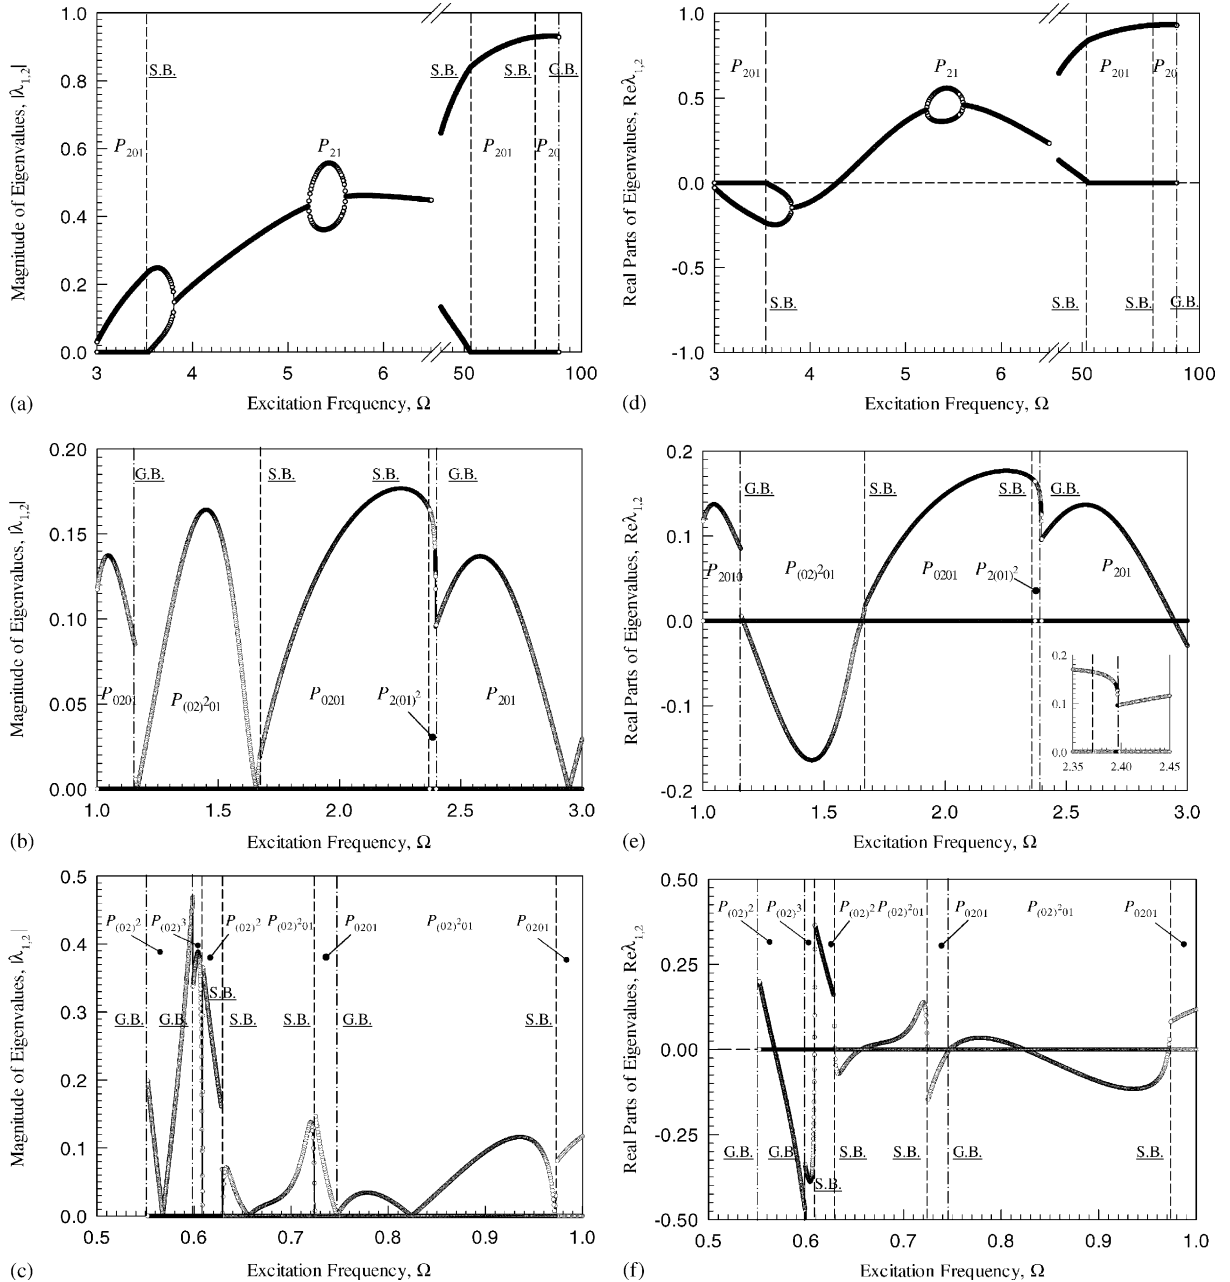 Magnitude of Eigenvalues, |λ1,2|
1.0
0.8
0.6
0.4
0.2
0.0
S.B.
S.B.
S.B.
G.B.
P201
P21
P201
P20
3
4
5
6
50
100
(a)
Excitation Frequency, Ω
Real Parts of Eigenvalues, Reλ1,2
1.0
0.5
0.0
-0.5
-1.0
P201
P21
P201
P20
S.B.
S.B.
S.B.
G.B.
3
4
5
6
50
100
(d)
Excitation Frequency, Ω
Magnitude of Eigenvalues, |λ1,2|
0.20
0.15
0.10
0.05
0.00
G.B.
S.B.
S.B.
G.B.
P0201
P(02)²01
P0201
P2(01)²
P201
1.0
1.5
2.0
2.5
3.0
(b)
Excitation Frequency, Ω
Real Parts of Eigenvalues, Reλ1,2
0.2
0.1
0.0
-0.1
-0.2
G.B.
S.B.
S.B.
G.B.
P2010
P(02)²01
P0201
P2(01)²
P201
0.2
0.1
0.0
2.35
2.40
2.45
1.0
1.5
2.0
2.5
3.0
(e)
Excitation Frequency, Ω
Magnitude of Eigenvalues, |λ1,2|
0.5
0.4
0.3
0.2
0.1
0.0
P(02)²
P(02)³
P(02)²
P(02)²01
P0201
P(02)²01
P0201
S.B.
G.B.
G.B.
S.B.
S.B.
G.B.
S.B.
0.5
0.6
0.7
0.8
0.9
1.0
(c)
Excitation Frequency, Ω
Real Parts of Eigenvalues, Reλ1,2
0.50
0.25
0.00
-0.25
-0.50
P(02)²
P(02)³
P(02)²
P(02)²01
P0201
P(02)²01
P0201
G.B.
G.B.
S.B.
S.B.
G.B.
S.B.
S.B.
0.5
0.6
0.7
0.8
0.9
1.0
(f)
Excitation Frequency, Ω